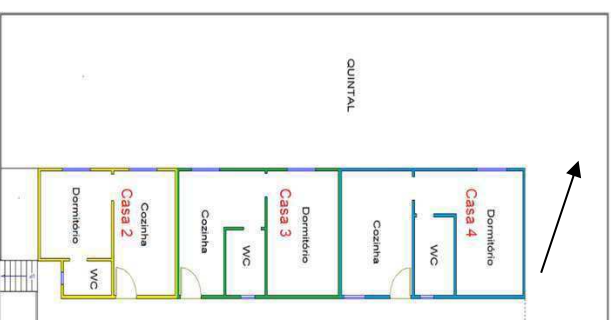 QUINTAL
Dormitório
Casa 2
Cozinha
WC
Cozinha
WC
Casa 3
Dormitório
Cozinha
WC
Casa 4
Dormitório